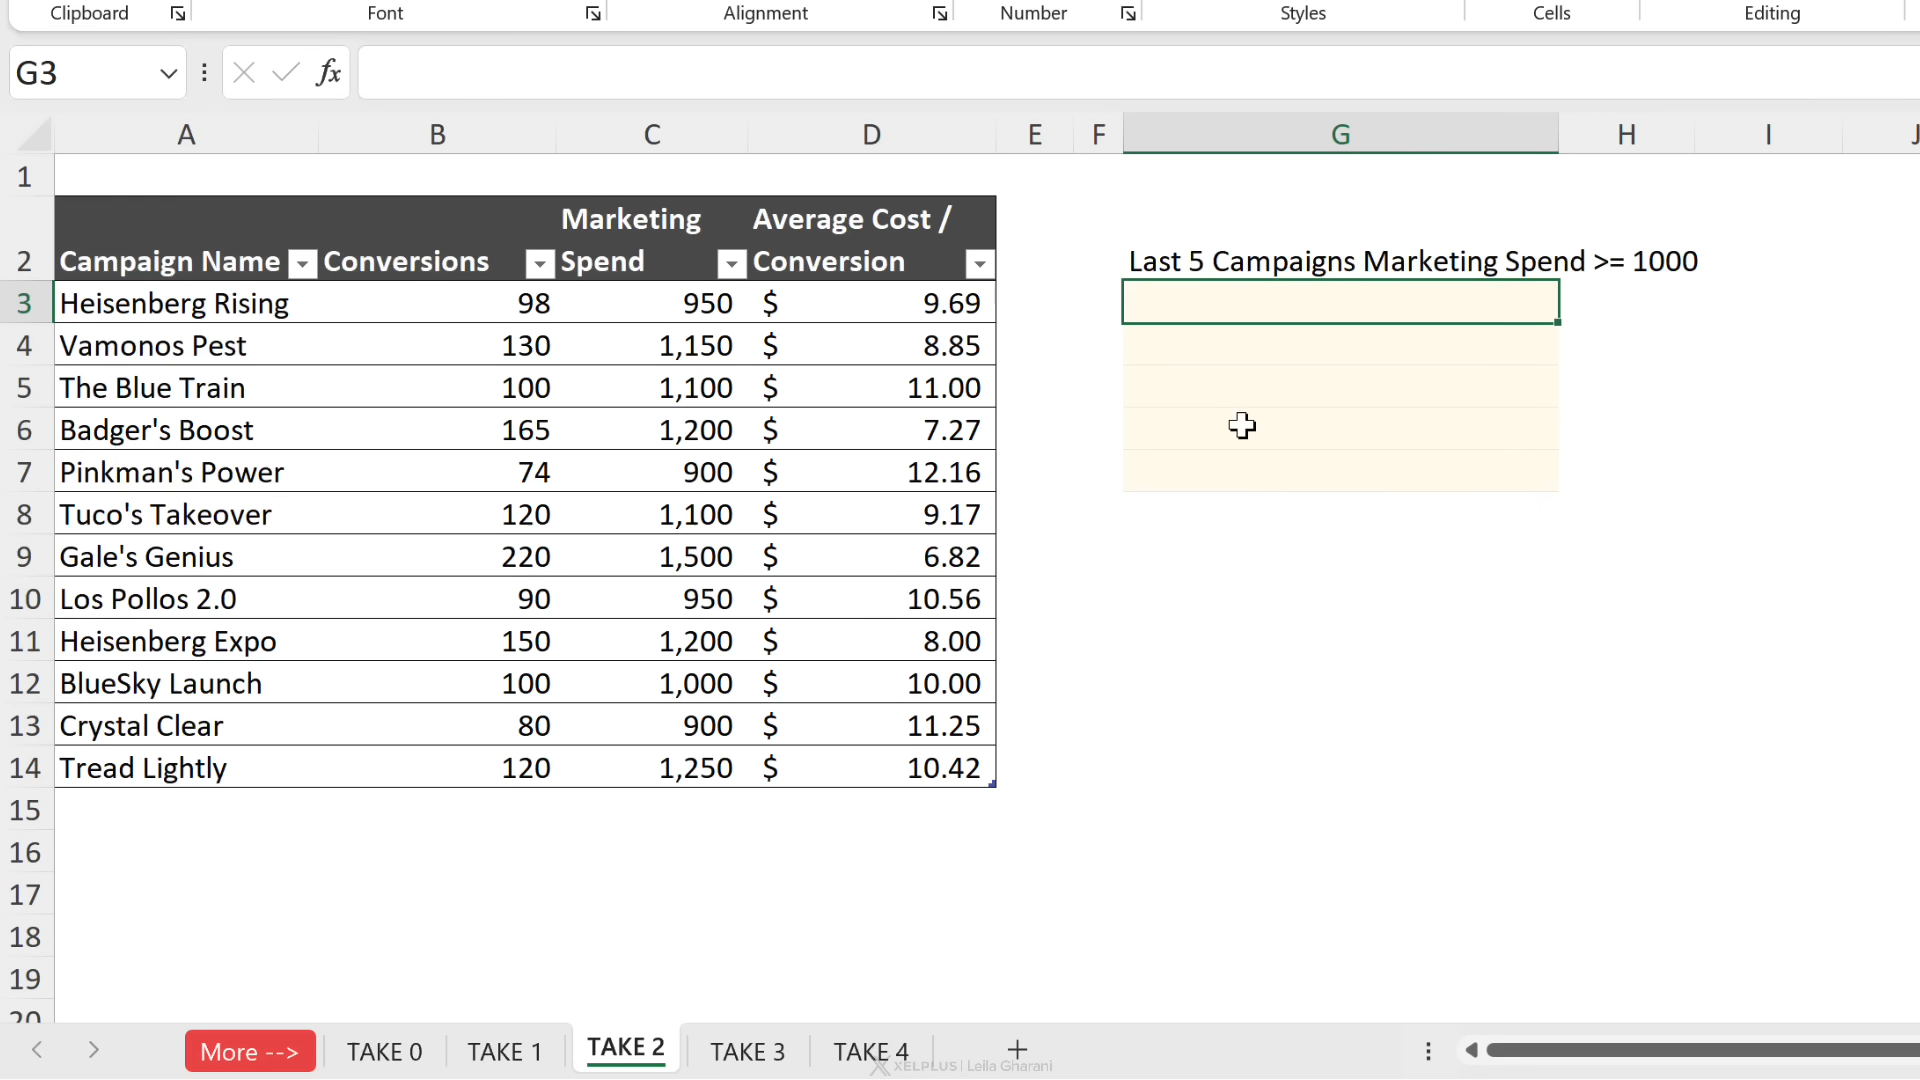 Clipboard Font Alignment Number Styles Cells Editing
G3 fx
A B C D E F G H I J
1
Marketing Average Cost /
2 Campaign Name Conversions Spend Conversion Last 5 Campaigns Marketing Spend >= 1000
3 Heisenberg Rising 98 950 $ 9.69
4 Vamonos Pest 130 1,150 $ 8.85
5 The Blue Train 100 1,100 $ 11.00
6 Badger's Boost 165 1,200 $ 7.27
7 Pinkman's Power 74 900 $ 12.16
8 Tuco's Takeover 120 1,100 $ 9.17
9 Gale's Genius 220 1,500 $ 6.82
10 Los Pollos 2.0 90 950 $ 10.56
11 Heisenberg Expo 150 1,200 $ 8.00
12 BlueSky Launch 100 1,000 $ 10.00
13 Crystal Clear 80 900 $ 11.25
14 Tread Lightly 120 1,250 $ 10.42
15
16
17
18
19
20
More --> TAKE 0 TAKE 1 TAKE 2 TAKE 3 TAKE 4
XELPLUS | Leila Gharani